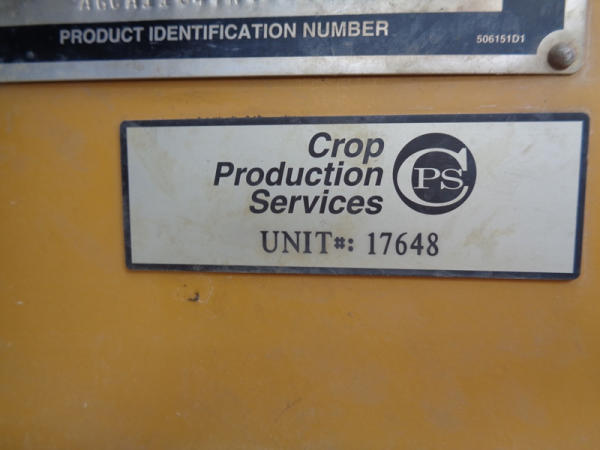 PRODUCT IDENTIFICATION NUMBER
506151D1
Crop
Production
Services
CPS
UNIT#: 17648